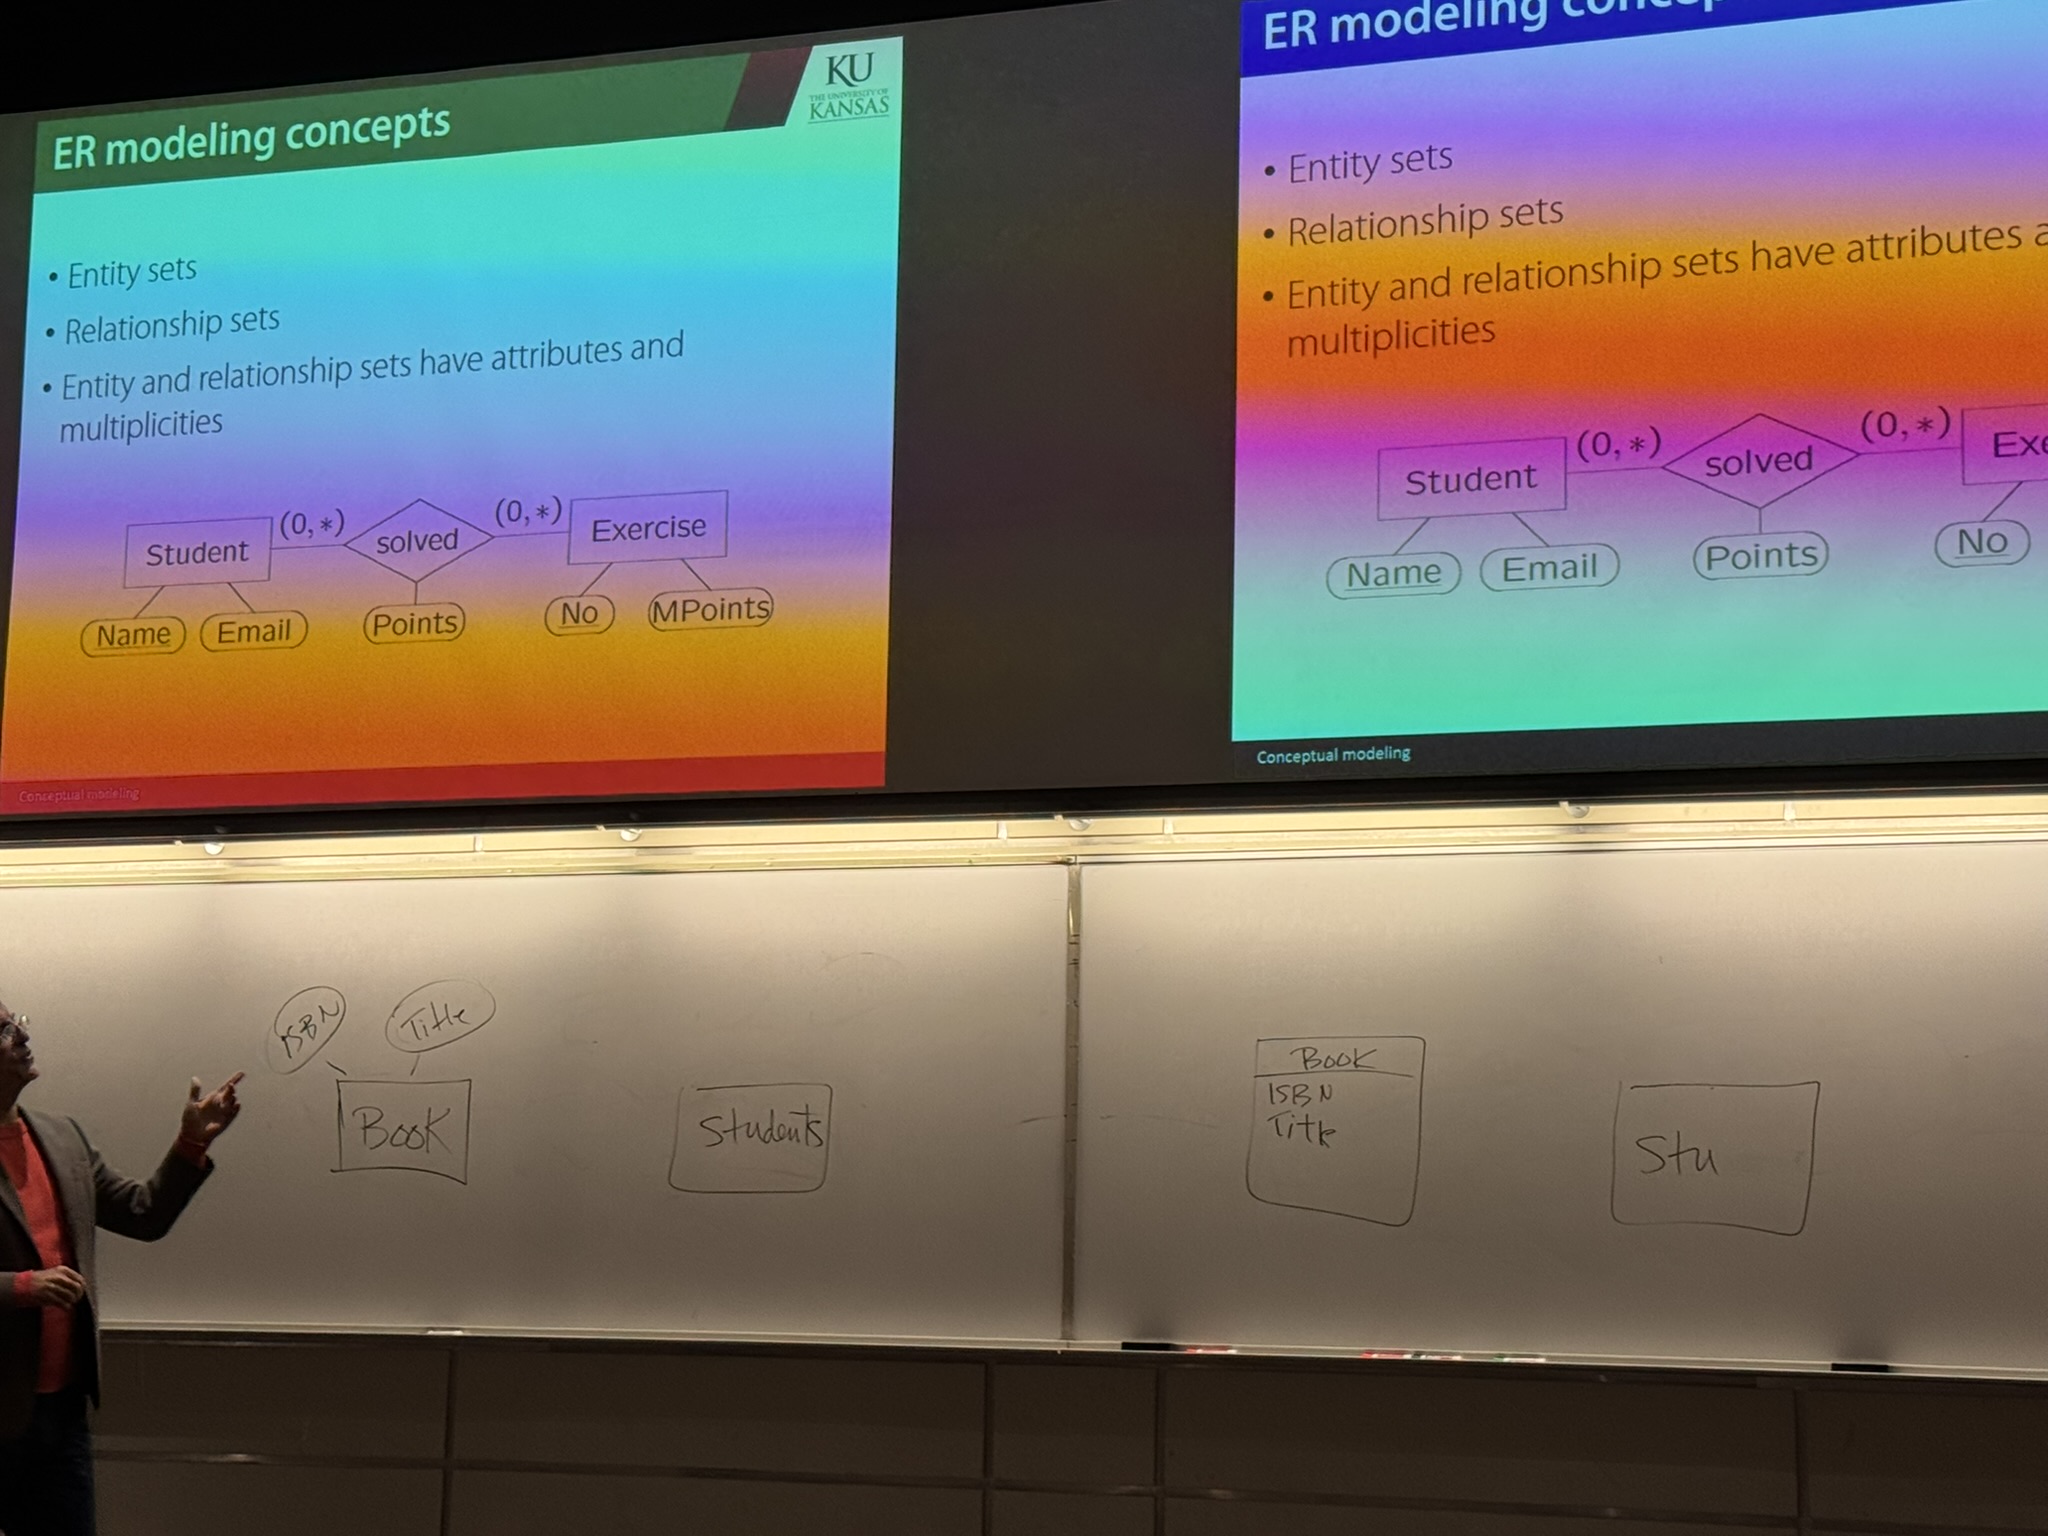 ER modeling concepts
KU
THE UNIVERSITY OF
KANSAS
• Entity sets
• Relationship sets
• Entity and relationship sets have attributes and
multiplicities
Student
(0,*)
solved
(0,*)
Exercise
Name
Email
Points
No
MPoints
Conceptual modeling
ER modeling
• Entity sets
• Relationship sets
• Entity and relationship sets have attributes a
multiplicities
Student
(0,*)
solved
(0,*)
Exe
Name
Email
Points
No
Conceptual modeling
ISBN
Title
Book
Students
Book
ISBN
Title
Stu